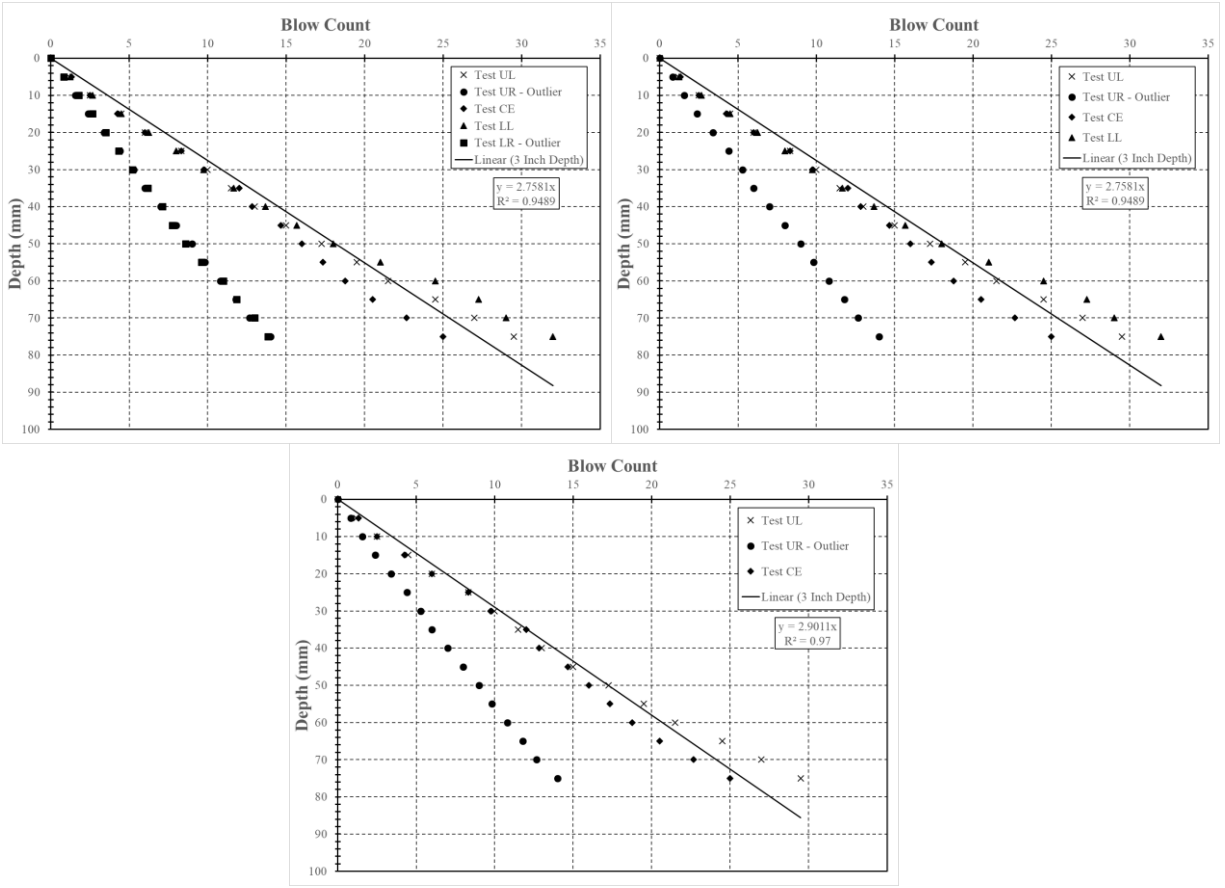 Blow Count
0 5 10 15 20 25 30 35
Depth (mm)
0
10
20
30
40
50
60
70
80
90
100
Test UL
Test UR - Outlier
Test CE
Test LL
Test LR - Outlier
Linear (3 Inch Depth)
y = 2.7581x
R² = 0.9489
Blow Count
0 5 10 15 20 25 30 35
Depth (mm)
0
10
20
30
40
50
60
70
80
90
100
Test UL
Test UR - Outlier
Test CE
Test LL
Linear (3 Inch Depth)
y = 2.7581x
R² = 0.9489
Blow Count
0 5 10 15 20 25 30 35
Depth (mm)
0
10
20
30
40
50
60
70
80
90
100
Test UL
Test UR - Outlier
Test CE
Linear (3 Inch Depth)
y = 2.9011x
R² = 0.97